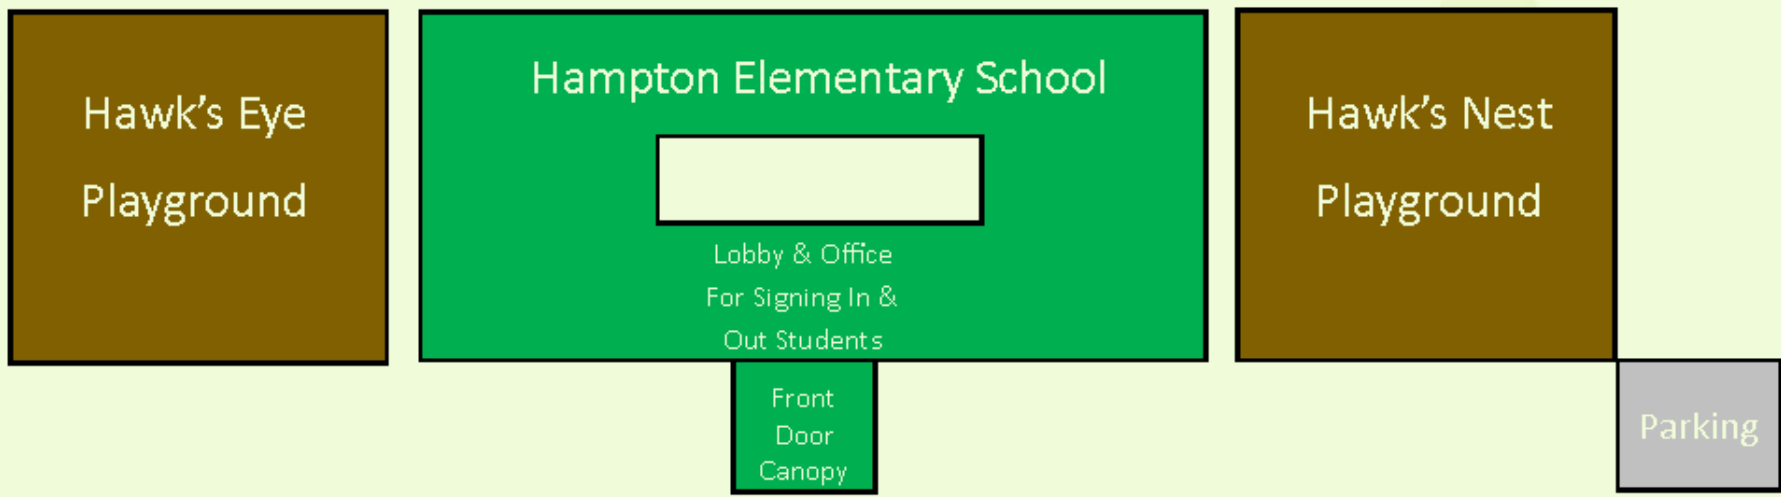 Hawk's Eye
Playground
Hampton Elementary School
Lobby & Office
For Signing In &
Out Students
Front
Door
Canopy
Hawk's Nest
Playground
Parking